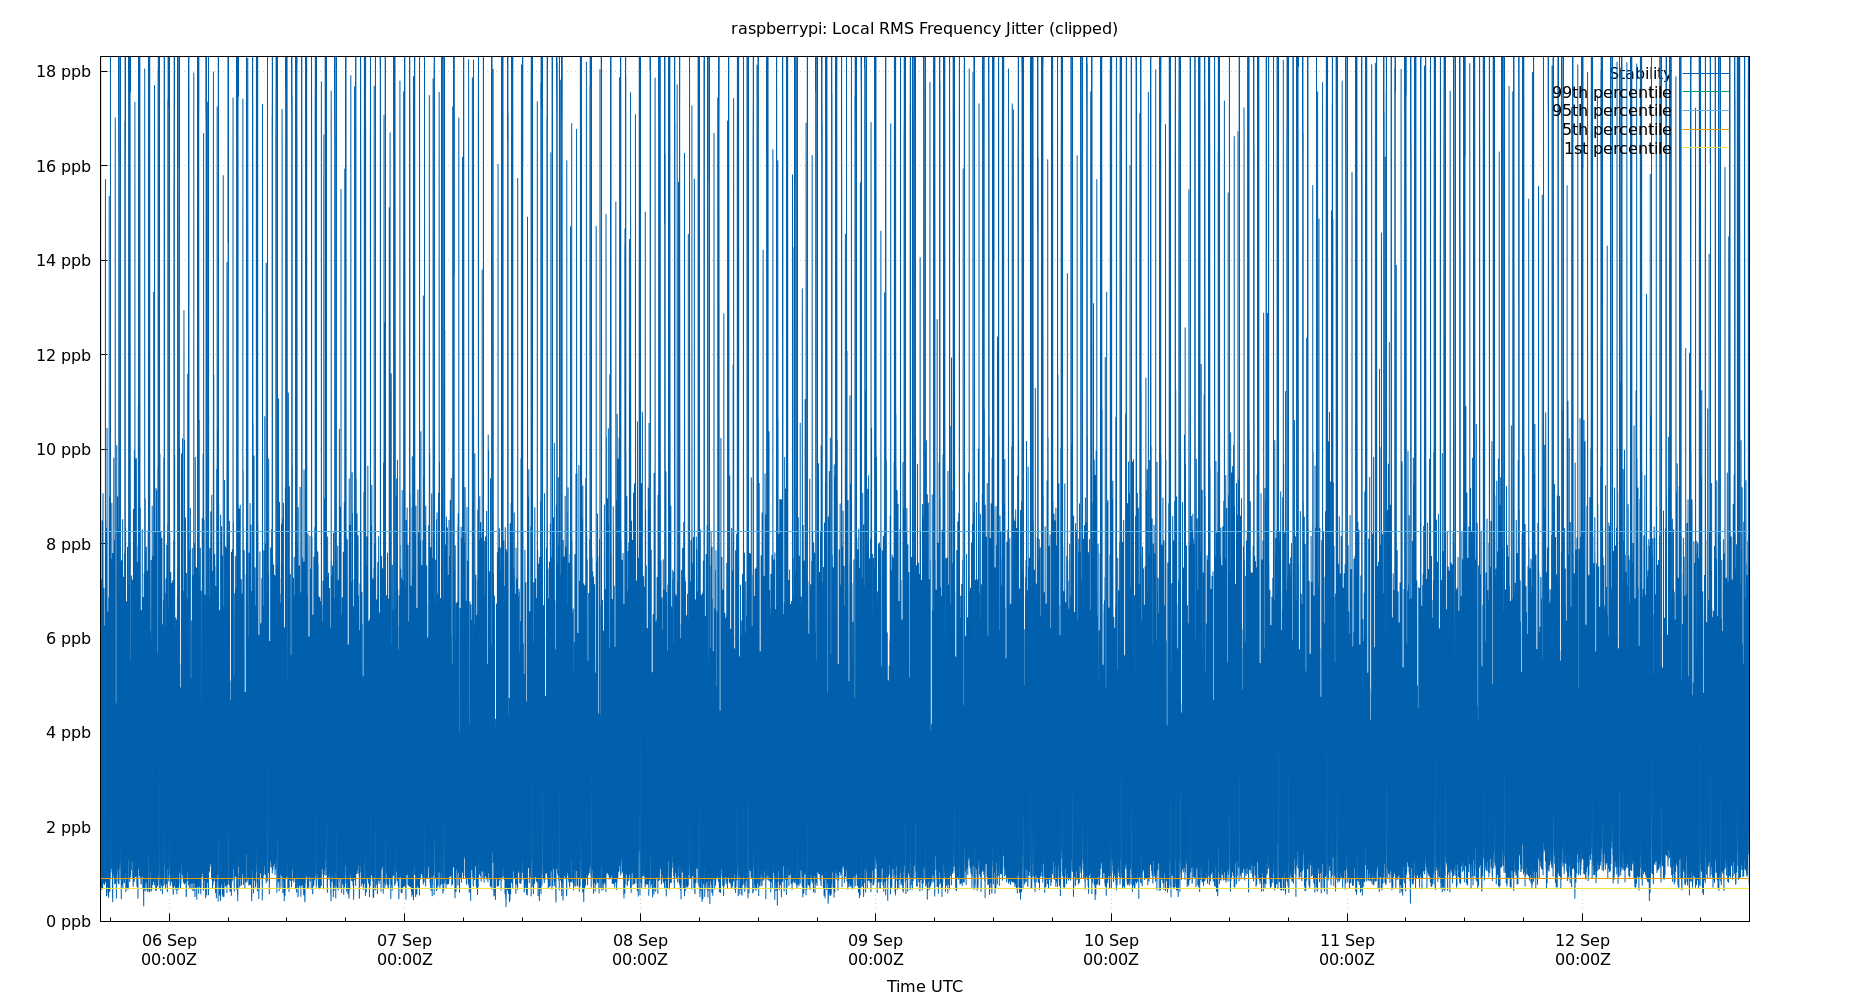 raspberrypi: Local RMS Frequency Jitter (clipped)
18 ppb
16 ppb
14 ppb
12 ppb
10 ppb
8 ppb
6 ppb
4 ppb
2 ppb
0 ppb
Stability
99th percentile
95th percentile
5th percentile
1st percentile
06 Sep
00:00Z
07 Sep
00:00Z
08 Sep
00:00Z
09 Sep
00:00Z
10 Sep
00:00Z
11 Sep
00:00Z
12 Sep
00:00Z
Time UTC